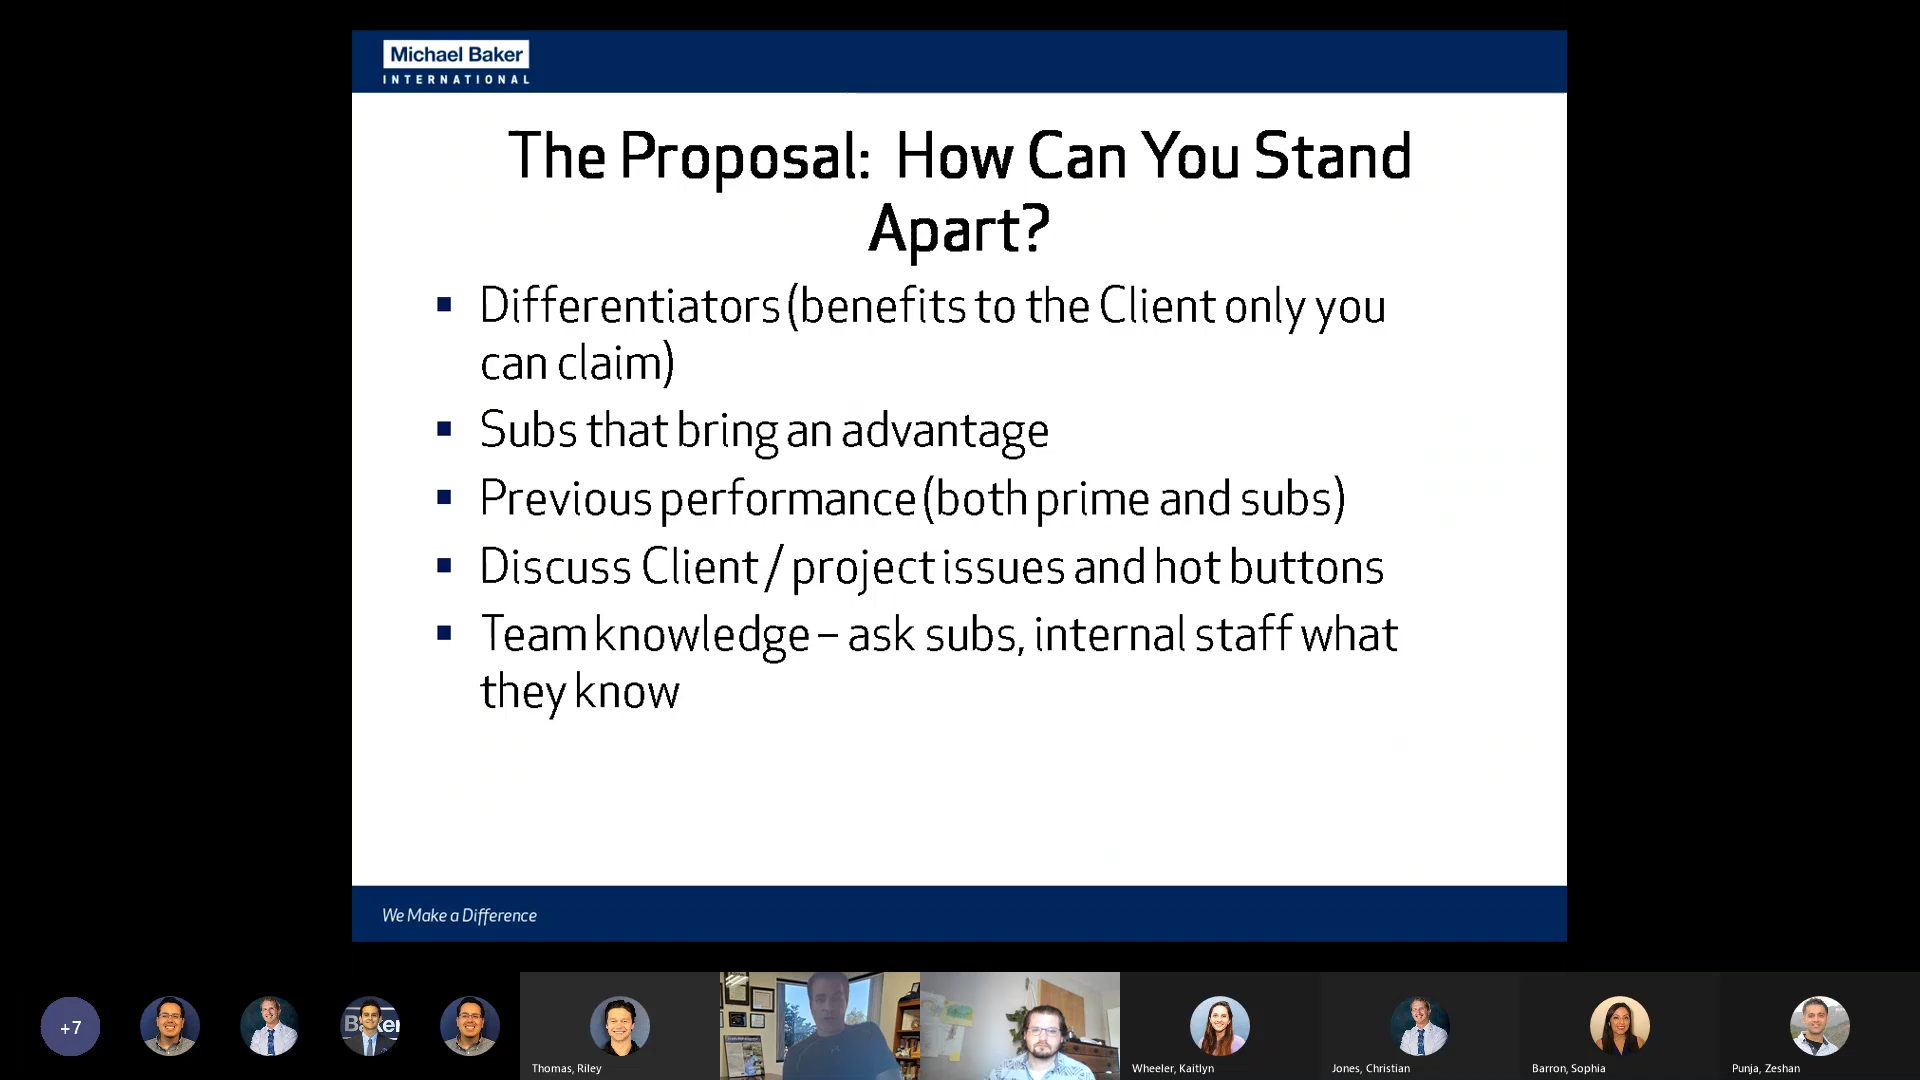 Michael Baker
INTERNATIONAL
The Proposal: How Can You Stand
Apart?
▪ Differentiators (benefits to the Client only you
can claim)
▪ Subs that bring an advantage
▪ Previous performance (both prime and subs)
▪ Discuss Client / project issues and hot buttons
▪ Team knowledge – ask subs, internal staff what
they know
We Make a Difference
+7
Baker
Thomas, Riley
Wheeler, Kaitlyn
Jones, Christian
Barron, Sophia
Punja, Zeshan